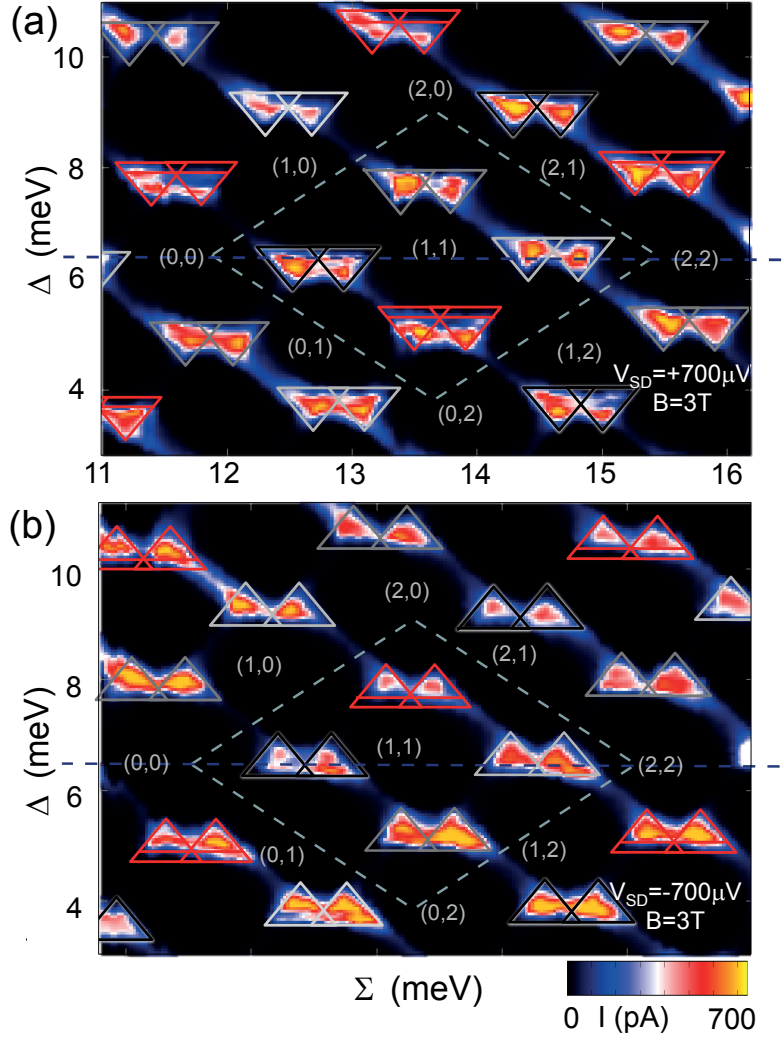 (a)
10
8
6
4
Δ (meV)
(2,0)
(1,0)
(2,1)
(0,0)
(1,1)
(2,2)
(0,1)
(1,2)
(0,2)
V_SD=+700μV
B=3T
11 12 13 14 15 16
(b)
10
8
6
4
Δ (meV)
(2,0)
(1,0)
(2,1)
(0,0)
(1,1)
(2,2)
(0,1)
(1,2)
(0,2)
V_SD=-700μV
B=3T
Σ (meV)
0 I (pA) 700